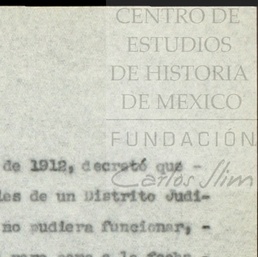 CENTRO DE
ESTUDIOS
DE HISTORIA
DE MEXICO
FUNDACIÓN
Carlos Slim
de 1912, decretó que -
les de un Distrito Judi-
no pudiera funcionar, -